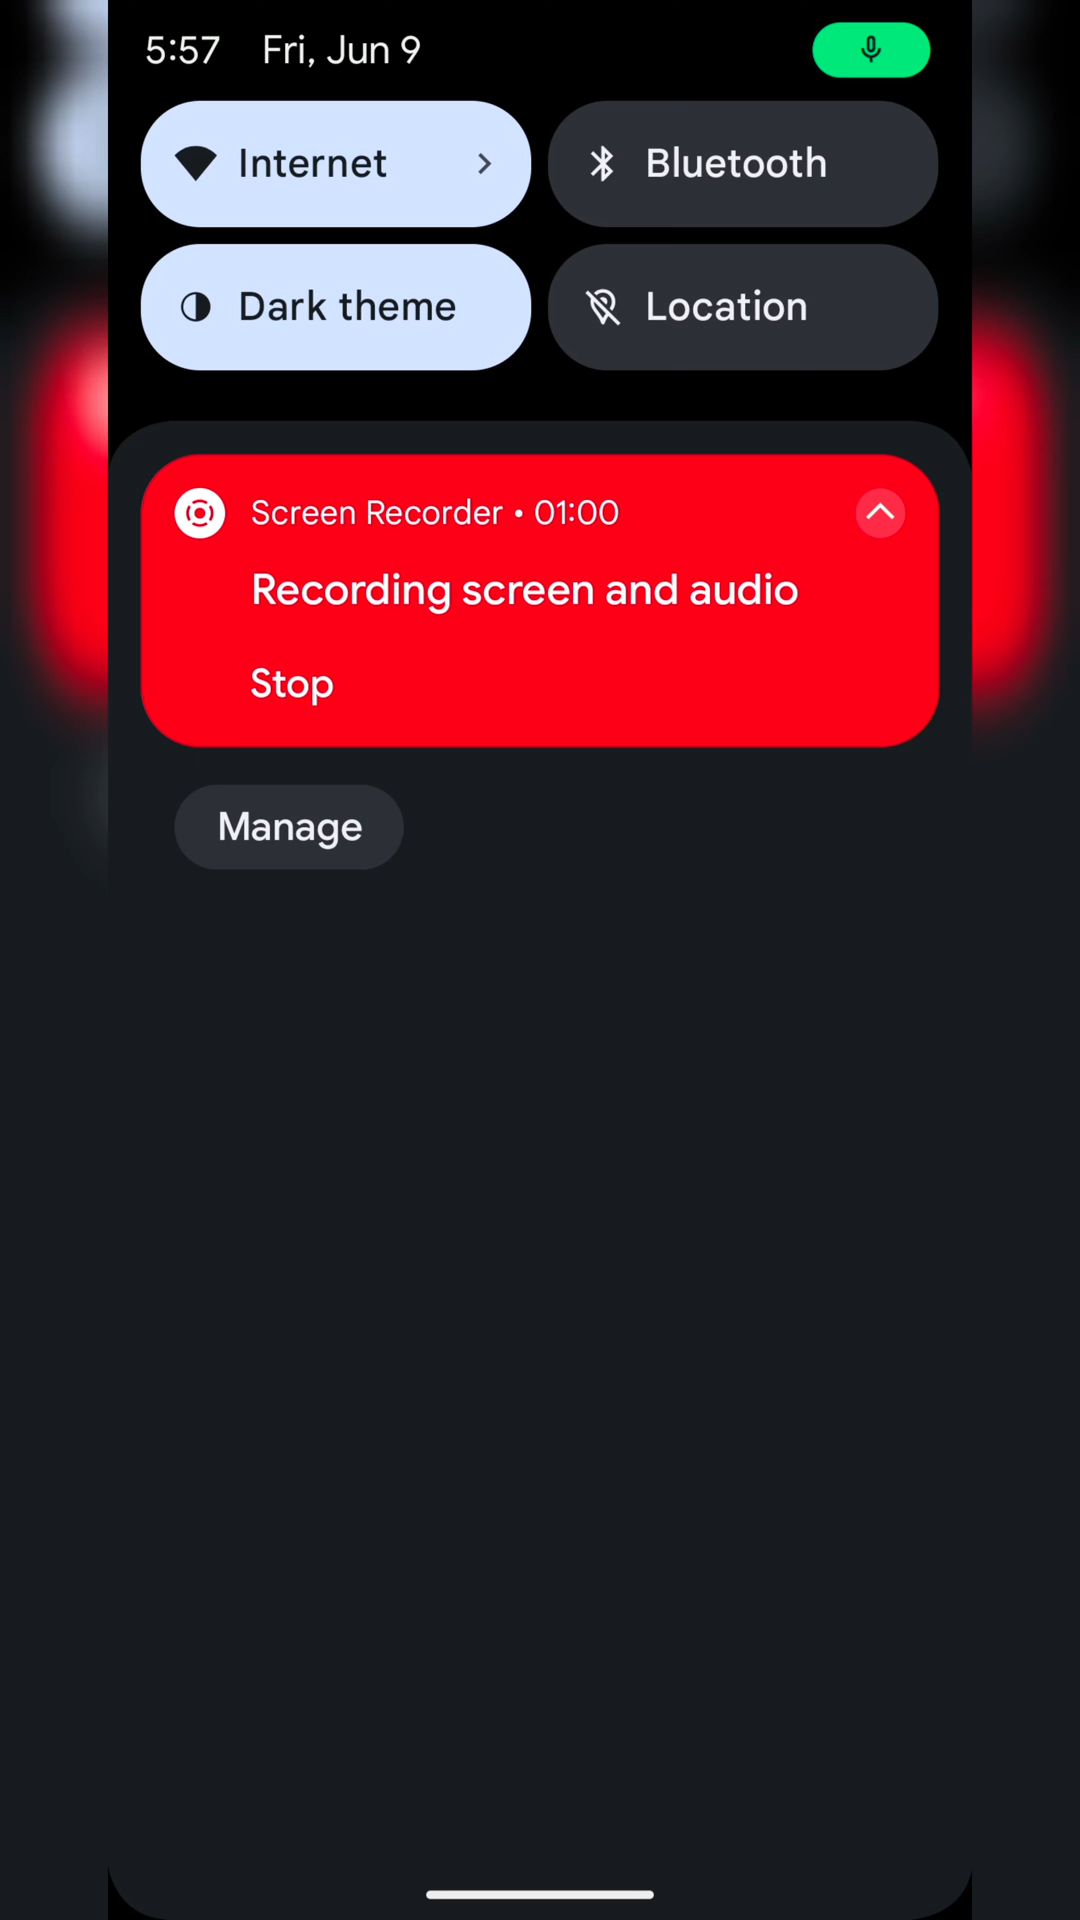 5:57 Fri, Jun 9
Internet
Bluetooth
Dark theme
Location
Screen Recorder • 01:00
Recording screen and audio
Stop
Manage